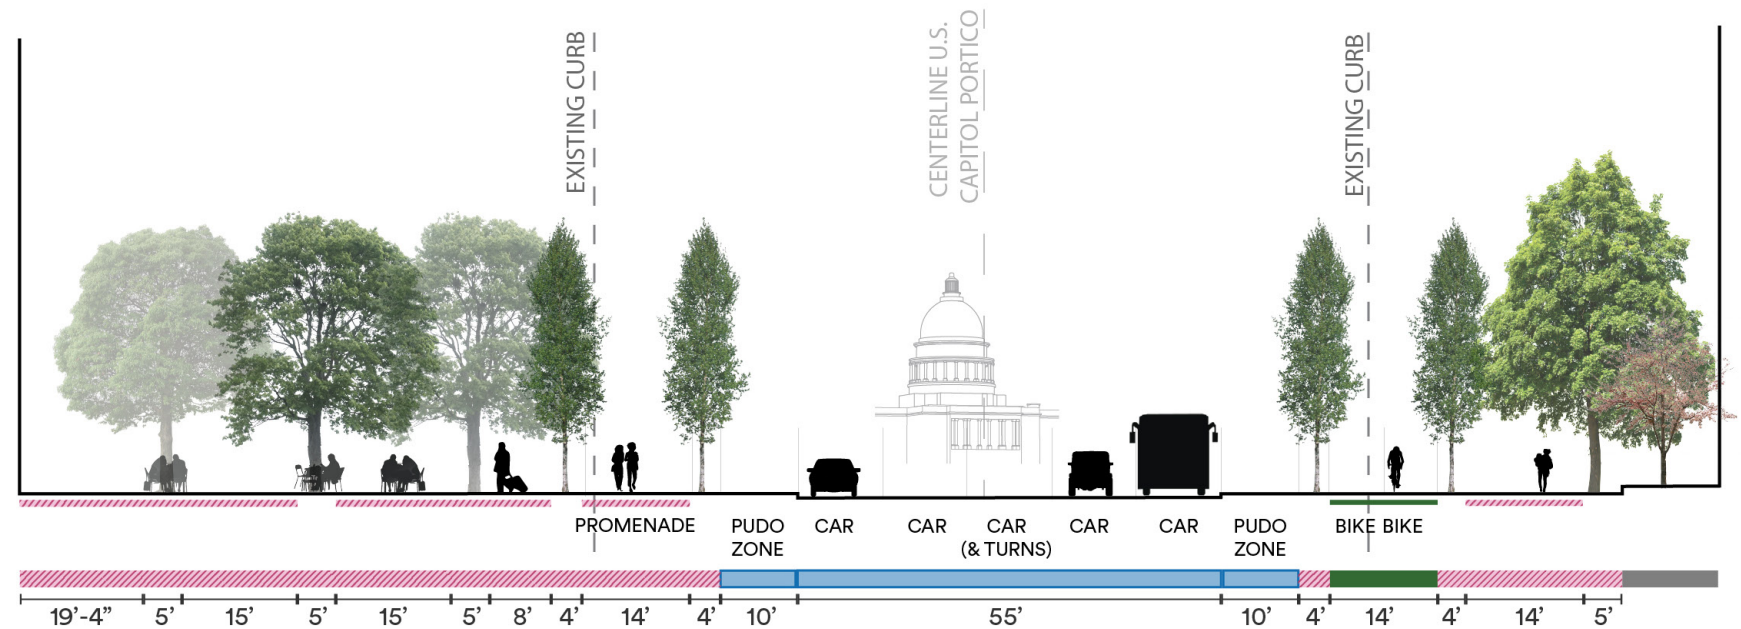 EXISTING CURB
CENTERLINE U.S.
CAPITOL PORTICO
EXISTING CURB
PROMENADE
PUDO
ZONE
CAR
CAR
CAR
(& TURNS)
CAR
CAR
PUDO
ZONE
BIKE BIKE
19’-4” 5’ 15’ 5’ 15’ 5’ 8’ 4’ 14’ 4’ 10’ 55’ 10’ 4’ 14’ 4’ 14’ 5’